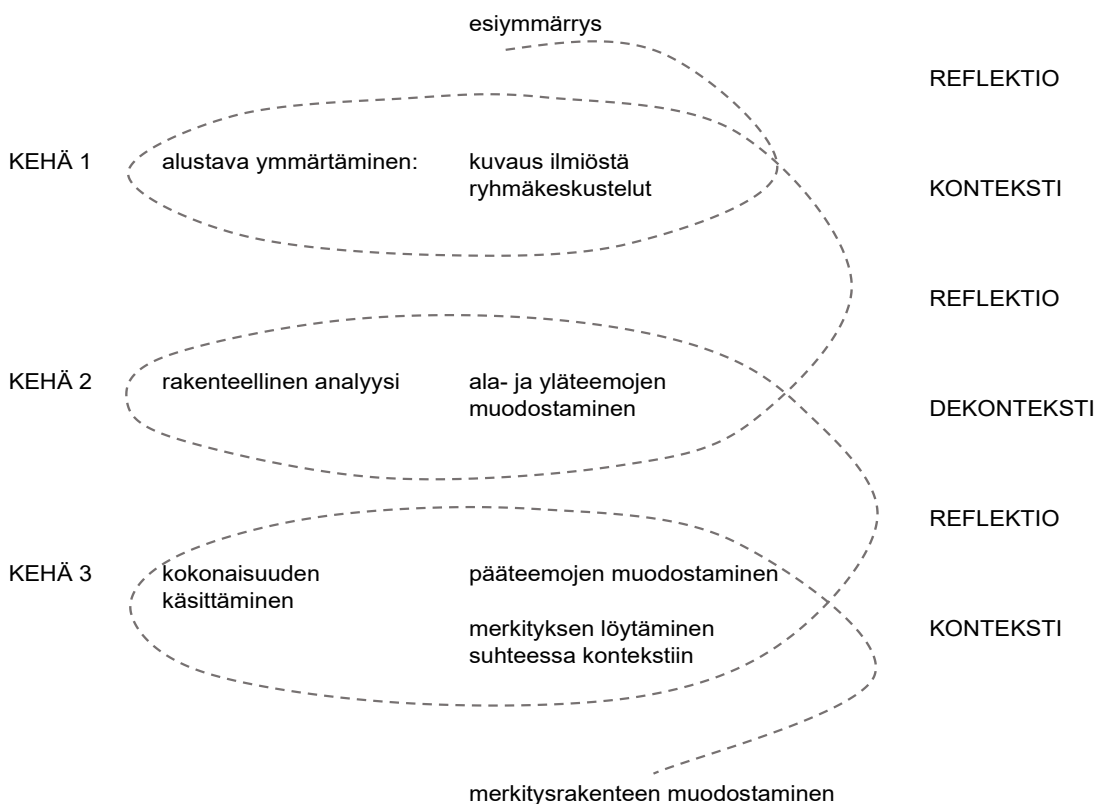 esiymmärrys
REFLEKTIO
KEHÄ 1 alustava ymmärtäminen: kuvaus ilmiöstä
ryhmäkeskustelut
KONTEKSTI
REFLEKTIO
KEHÄ 2 rakenteellinen analyysi ala- ja yläteemojen
muodostaminen
DEKONTEKSTI
REFLEKTIO
KEHÄ 3 kokonaisuuden pääteemojen muodostaminen
käsittäminen
merkityksen löytäminen
KONTEKSTI
suhteessa kontekstiin
merkitysrakenteen muodostaminen